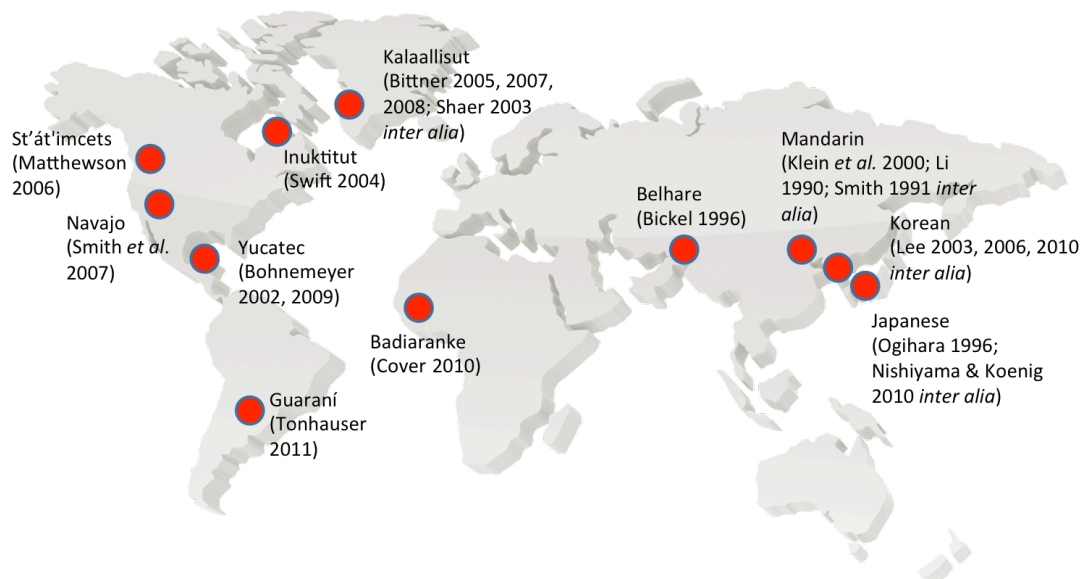 Kalaallisut
(Bittner 2005, 2007,
2008; Shaer 2003
inter alia)
St’át'imcets
(Matthewson
2006)
Inuktitut
(Swift 2004)
Navajo
(Smith et al.
2007)
Yucatec
(Bohnemeyer
2002, 2009)
Badiaranke
(Cover 2010)
Guaraní
(Tonhauser
2011)
Belhare
(Bickel 1996)
Mandarin
(Klein et al. 2000; Li
1990; Smith 1991 inter
alia)
Korean
(Lee 2003, 2006, 2010
inter alia)
Japanese
(Ogihara 1996;
Nishiyama & Koenig
2010 inter alia)